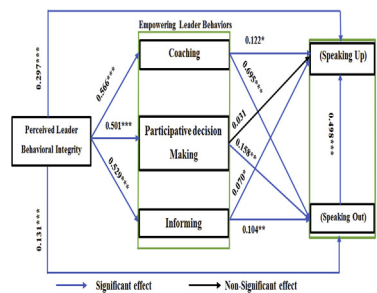 Empowering Leader Behaviors
Coaching
0.122*
(Speaking Up)
0.297***
0.566***
0.695***
Perceived Leader
Behavioral Integrity
0.501***
Participative decision
Making
0.031
0.158**
0.498***
0.529***
0.070*
0.131***
Informing
0.104**
(Speaking Out)
Significant effect
Non-Significant effect